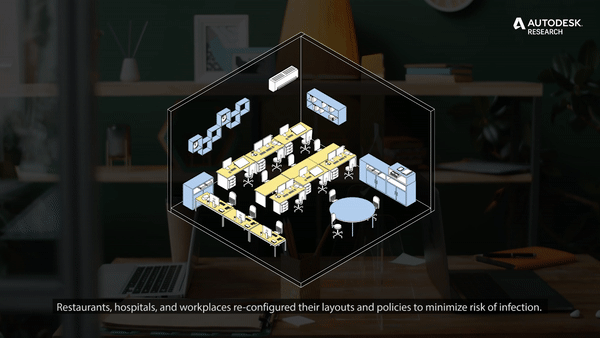 AUTODESK
RESEARCH
Restaurants, hospitals, and workplaces re-configured their layouts and policies to minimize risk of infection.